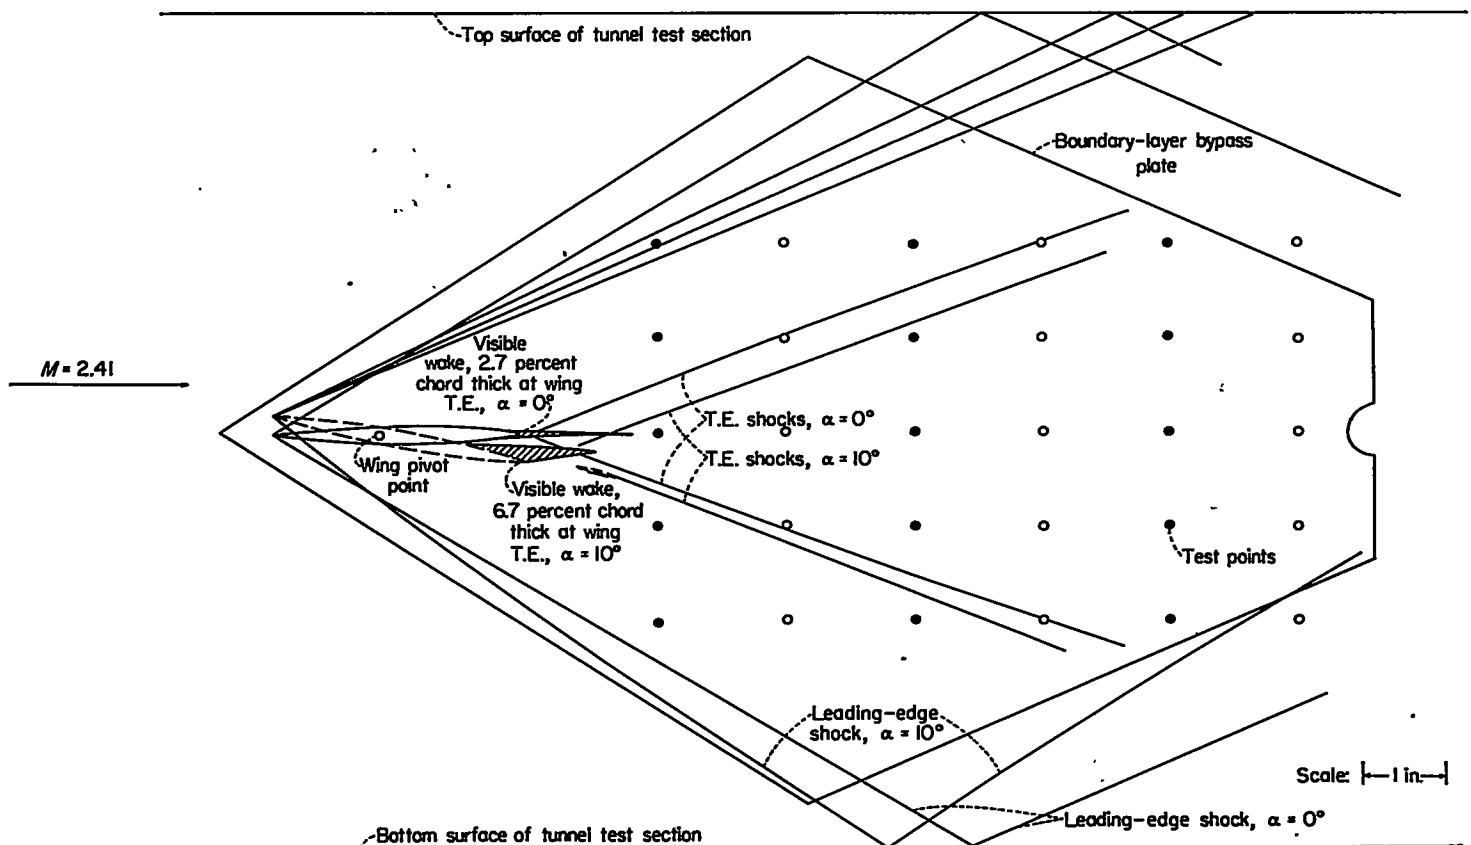 Top surface of tunnel test section
Boundary-layer bypass
plate
M = 2.41
Visible
wake, 2.7 percent
chord thick at wing
T.E., α = 0°
T.E. shocks, α = 0°
T.E. shocks, α = 10°
Wing pivot
point
Visible wake,
6.7 percent chord
thick at wing
T.E., α = 10°
Test points
Leading-edge
shock, α = 10°
Scale: 1 in.
Leading-edge shock, α = 0°
Bottom surface of tunnel test section